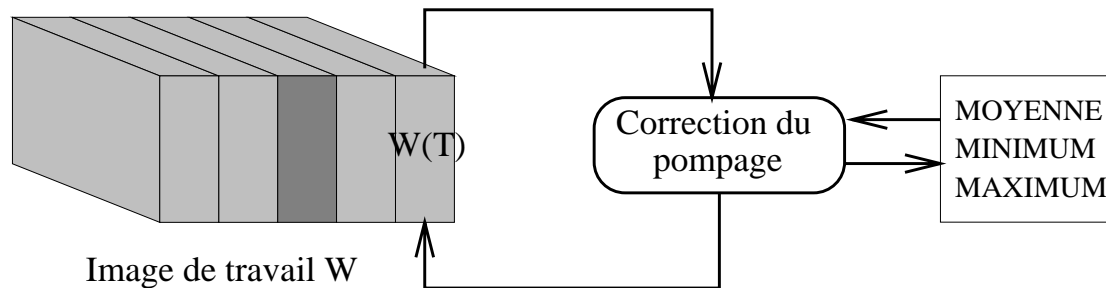 W(T)
Image de travail W
Correction du
pompage
MOYENNE
MINIMUM
MAXIMUM